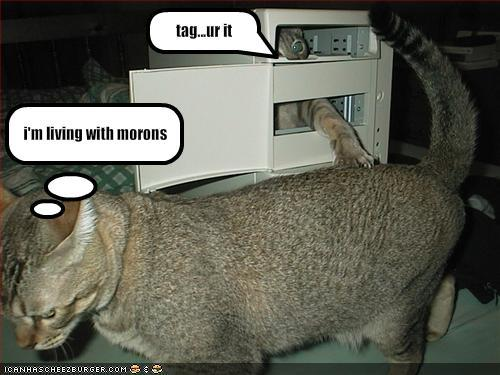 tag...ur it
i'm living with morons
ICANHASCHEEZBURGER.COM